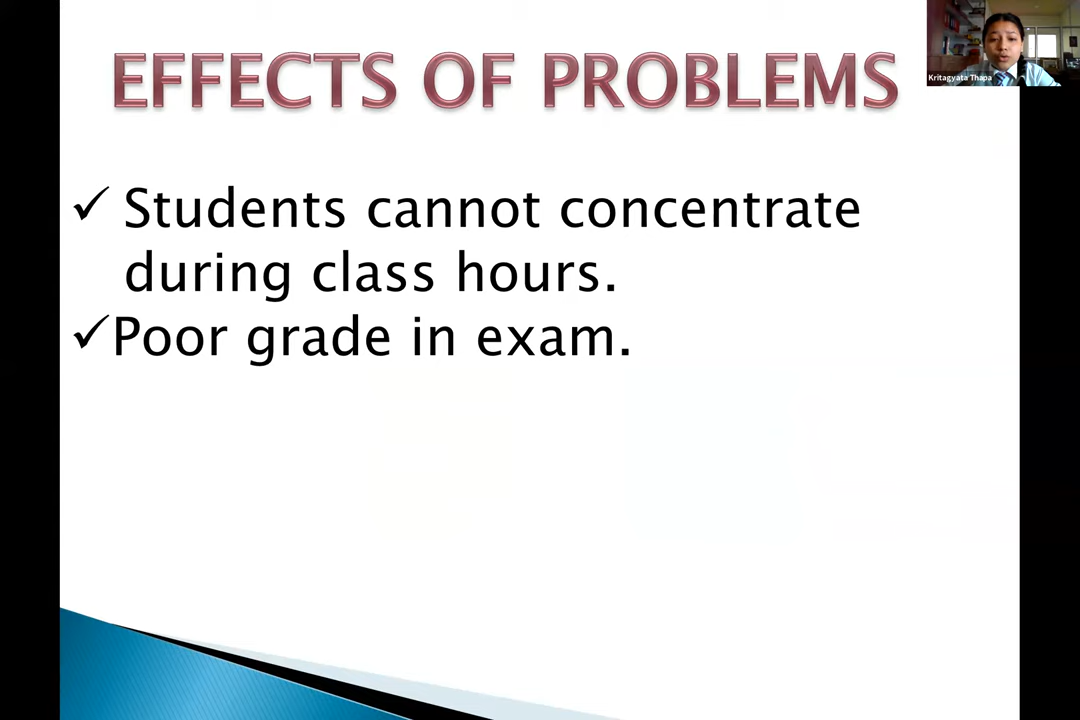 EFFECTS OF PROBLEMS
Kritagyata Thapa
✓ Students cannot concentrate
during class hours.
✓Poor grade in exam.